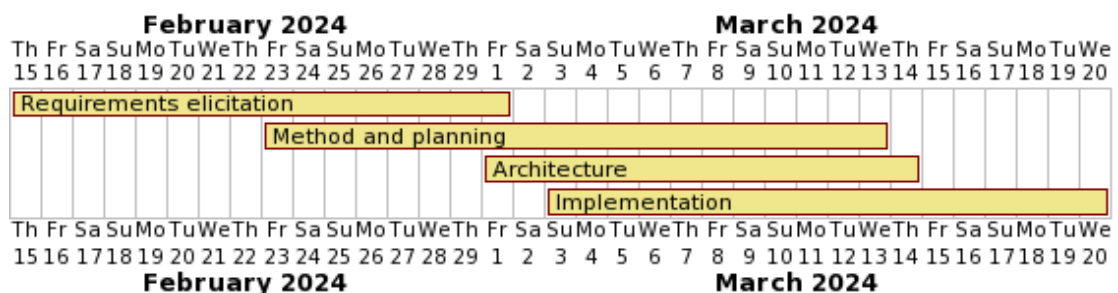 February 2024 March 2024
Th Fr Sa Su Mo Tu We Th Fr Sa Su Mo Tu We Th Fr Sa Su Mo Tu We Th Fr Sa Su Mo Tu We Th Fr Sa Su Mo Tu We
15 16 17 18 19 20 21 22 23 24 25 26 27 28 29 1 2 3 4 5 6 7 8 9 10 11 12 13 14 15 16 17 18 19 20
Requirements elicitation
Method and planning
Architecture
Implementation
Th Fr Sa Su Mo Tu We Th Fr Sa Su Mo Tu We Th Fr Sa Su Mo Tu We Th Fr Sa Su Mo Tu We Th Fr Sa Su Mo Tu We
15 16 17 18 19 20 21 22 23 24 25 26 27 28 29 1 2 3 4 5 6 7 8 9 10 11 12 13 14 15 16 17 18 19 20
February 2024 March 2024